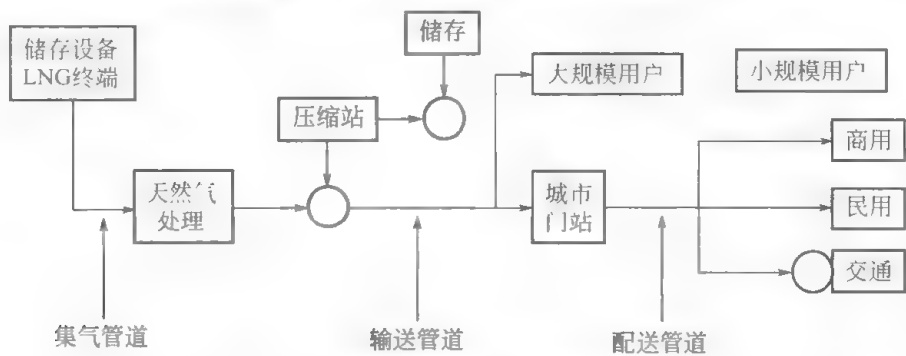 储存设备
LNG终端
储存
大规模用户
小规模用户
压缩站
商用
天然气
处理
城市
门站
民用
交通
集气管道
输送管道
配送管道